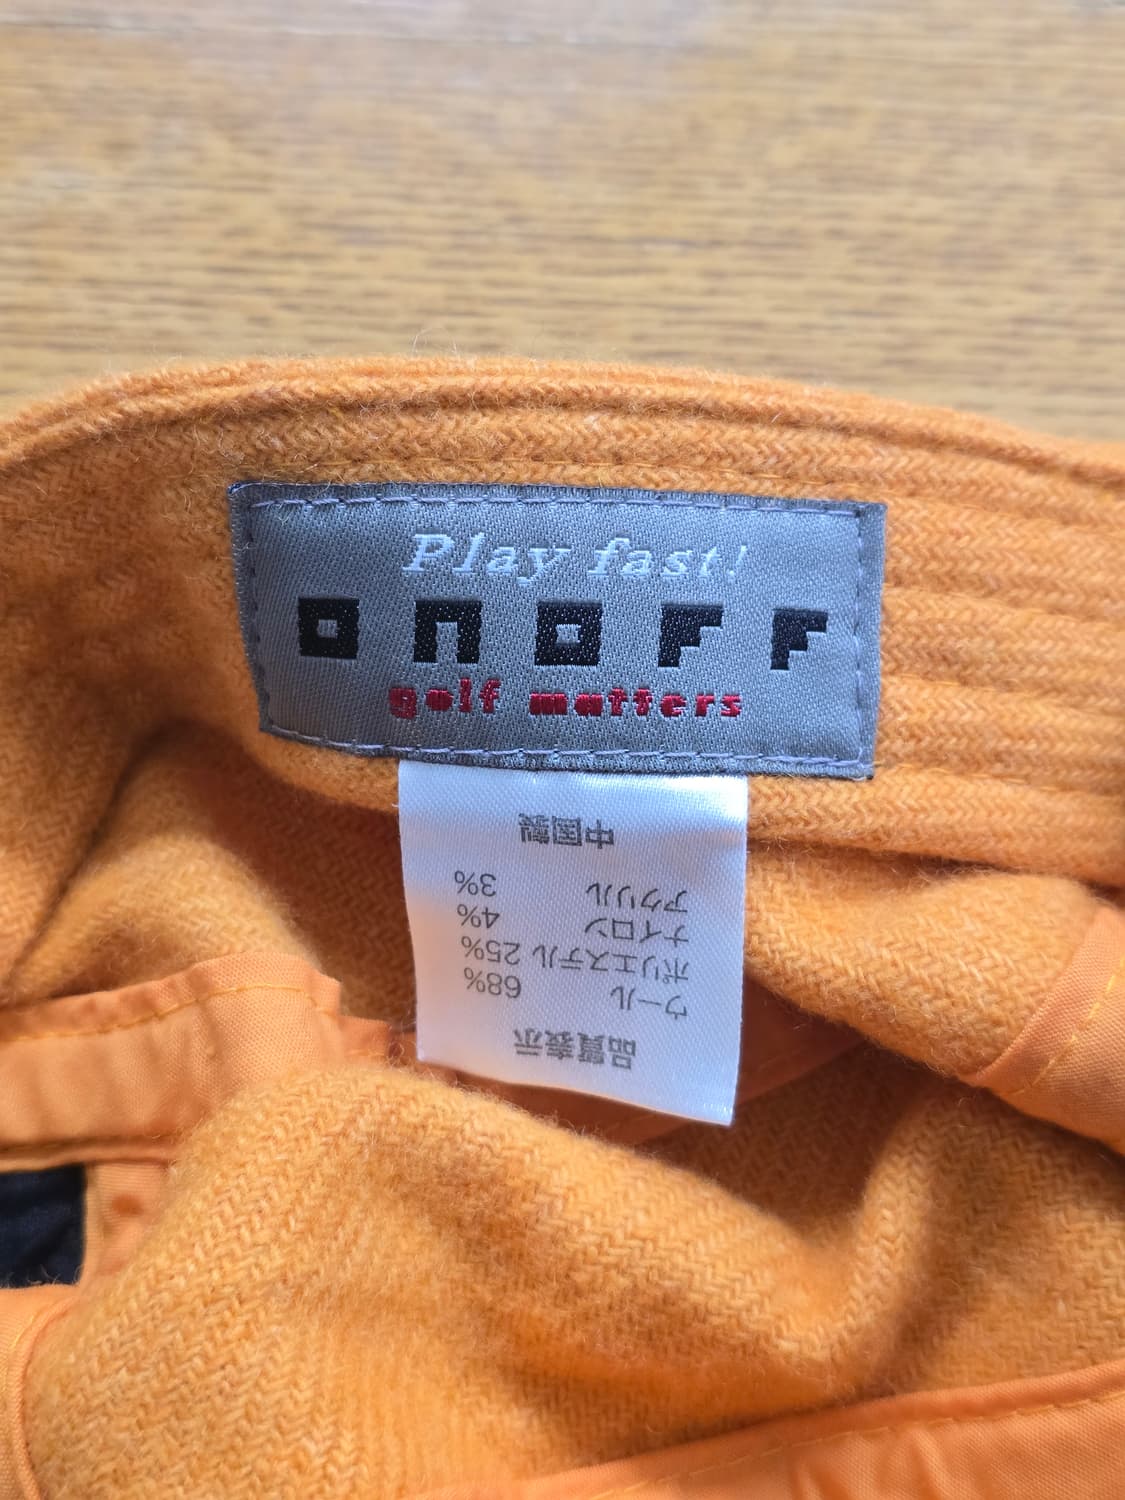 Play fast!
ONOFF
golf matters
品質表示
ウール 68%
ポリエステル 25%
ナイロン 4%
アクリル 3%
中国製